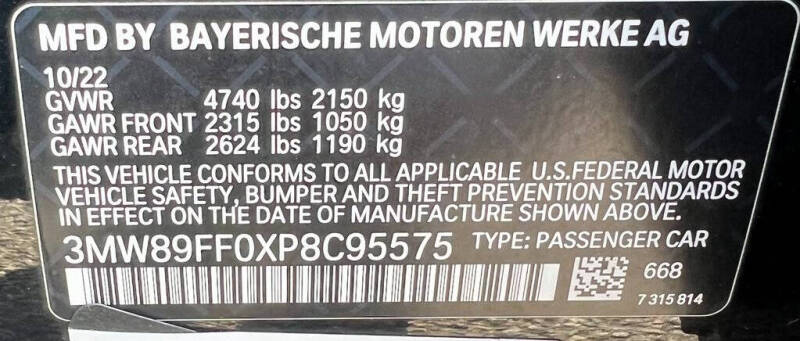 MFD BY BAYERISCHE MOTOREN WERKE AG
10/22
GVWR 4740 lbs 2150 kg
GAWR FRONT 2315 lbs 1050 kg
GAWR REAR 2624 lbs 1190 kg
THIS VEHICLE CONFORMS TO ALL APPLICABLE U.S.FEDERAL MOTOR
VEHICLE SAFETY, BUMPER AND THEFT PREVENTION STANDARDS
IN EFFECT ON THE DATE OF MANUFACTURE SHOWN ABOVE.
3MW89FF0XP8C95575 TYPE: PASSENGER CAR
668
7 315 814